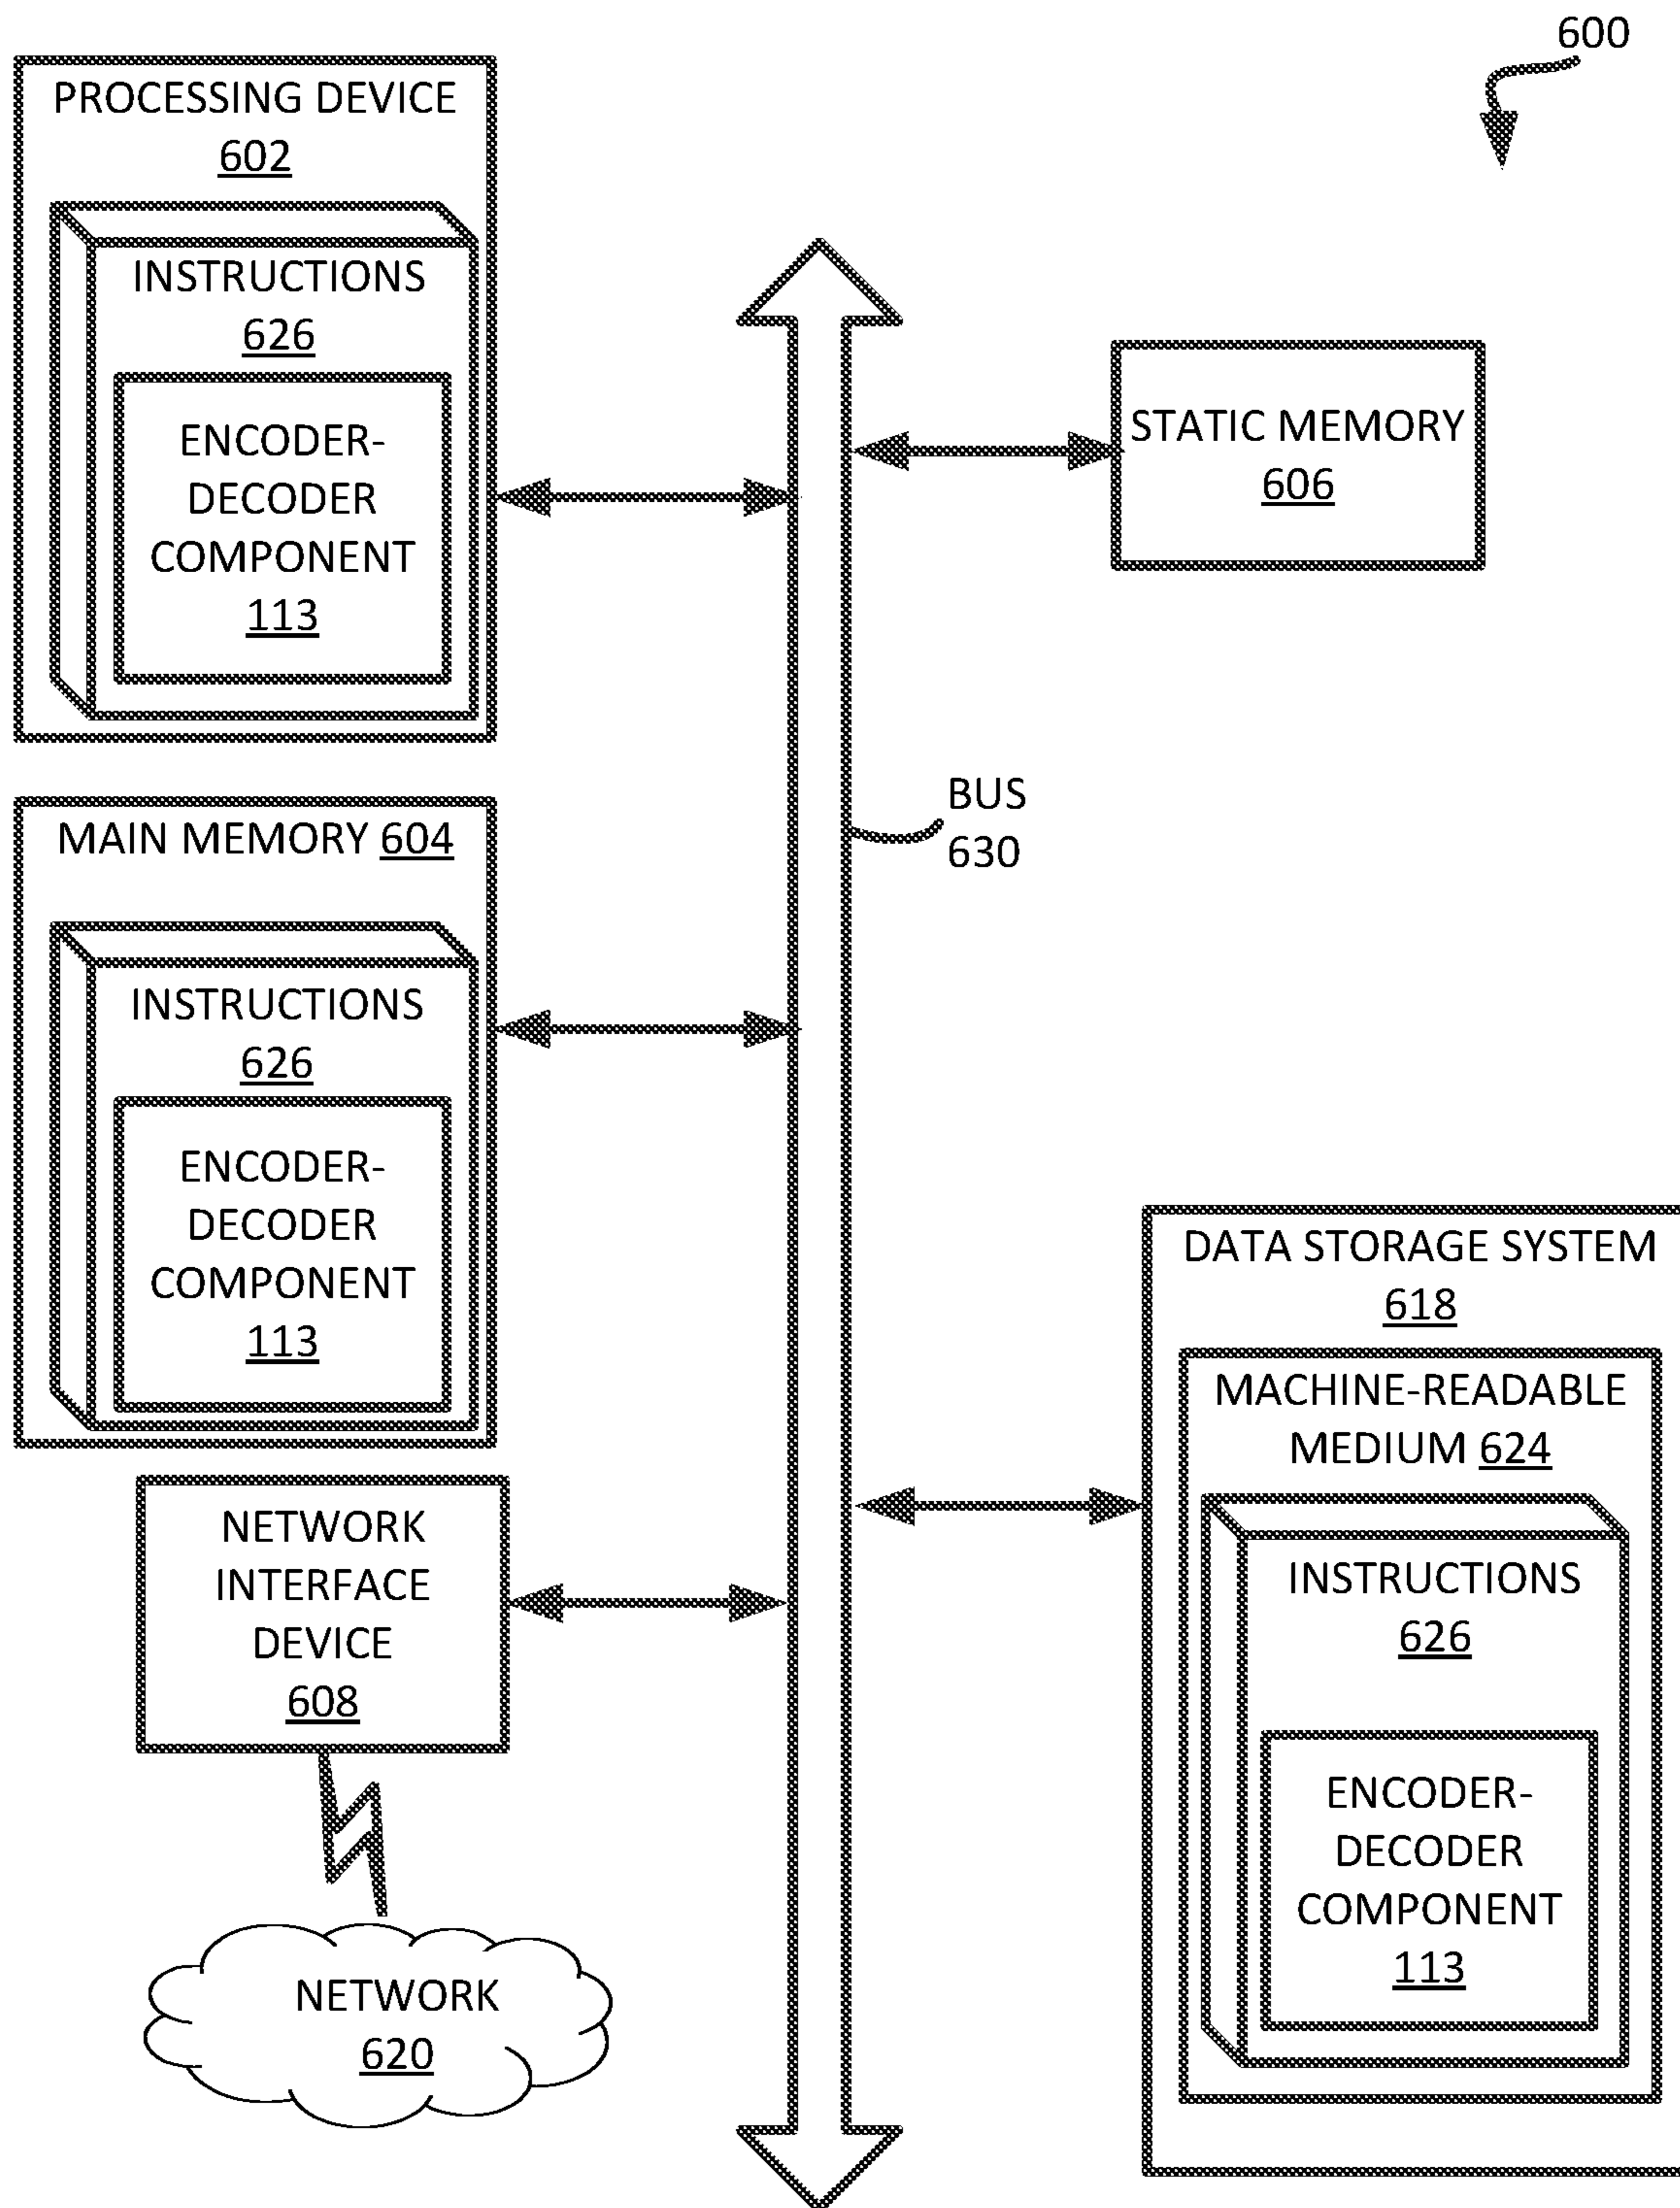 600
PROCESSING DEVICE
602
INSTRUCTIONS
626
ENCODER-
DECODER
COMPONENT
113
STATIC MEMORY
606
BUS
630
MAIN MEMORY 604
INSTRUCTIONS
626
ENCODER-
DECODER
COMPONENT
113
NETWORK
INTERFACE
DEVICE
608
NETWORK
620
DATA STORAGE SYSTEM
618
MACHINE-READABLE
MEDIUM 624
INSTRUCTIONS
626
ENCODER-
DECODER
COMPONENT
113